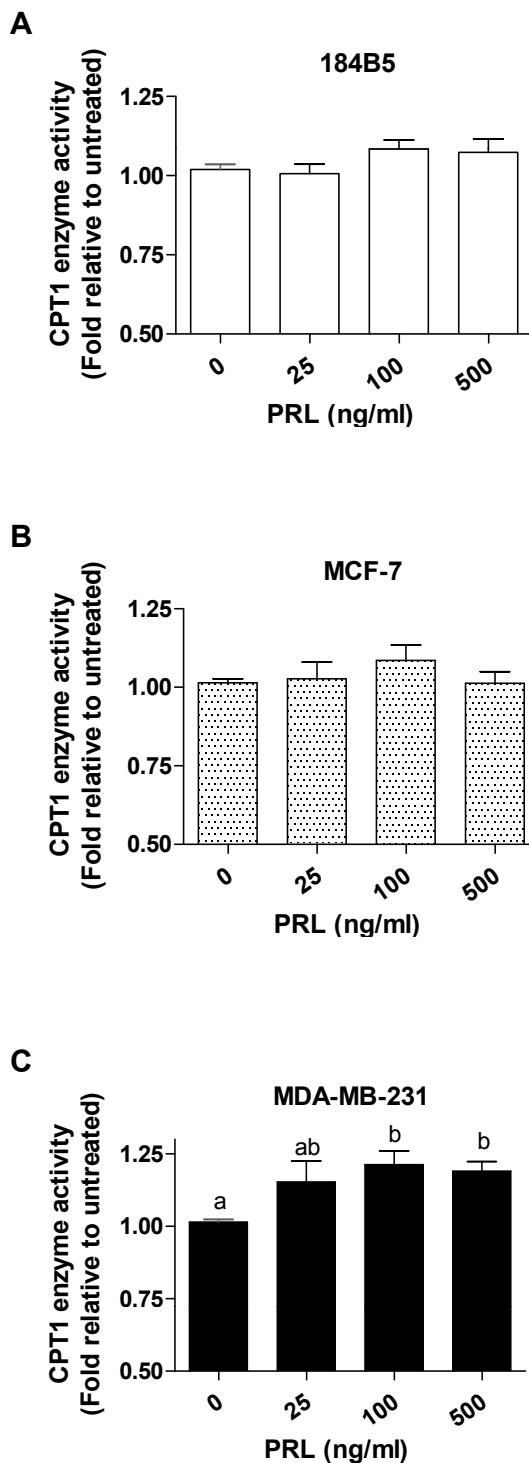 A
184B5
CPT1 enzyme activity
(Fold relative to untreated)
1.25
1.00
0.75
0.50
0 25 100 500
PRL (ng/ml)
B
MCF-7
CPT1 enzyme activity
(Fold relative to untreated)
1.25
1.00
0.75
0.50
0 25 100 500
PRL (ng/ml)
C
MDA-MB-231
CPT1 enzyme activity
(Fold relative to untreated)
1.25
1.00
0.75
0.50
a ab b b
0 25 100 500
PRL (ng/ml)